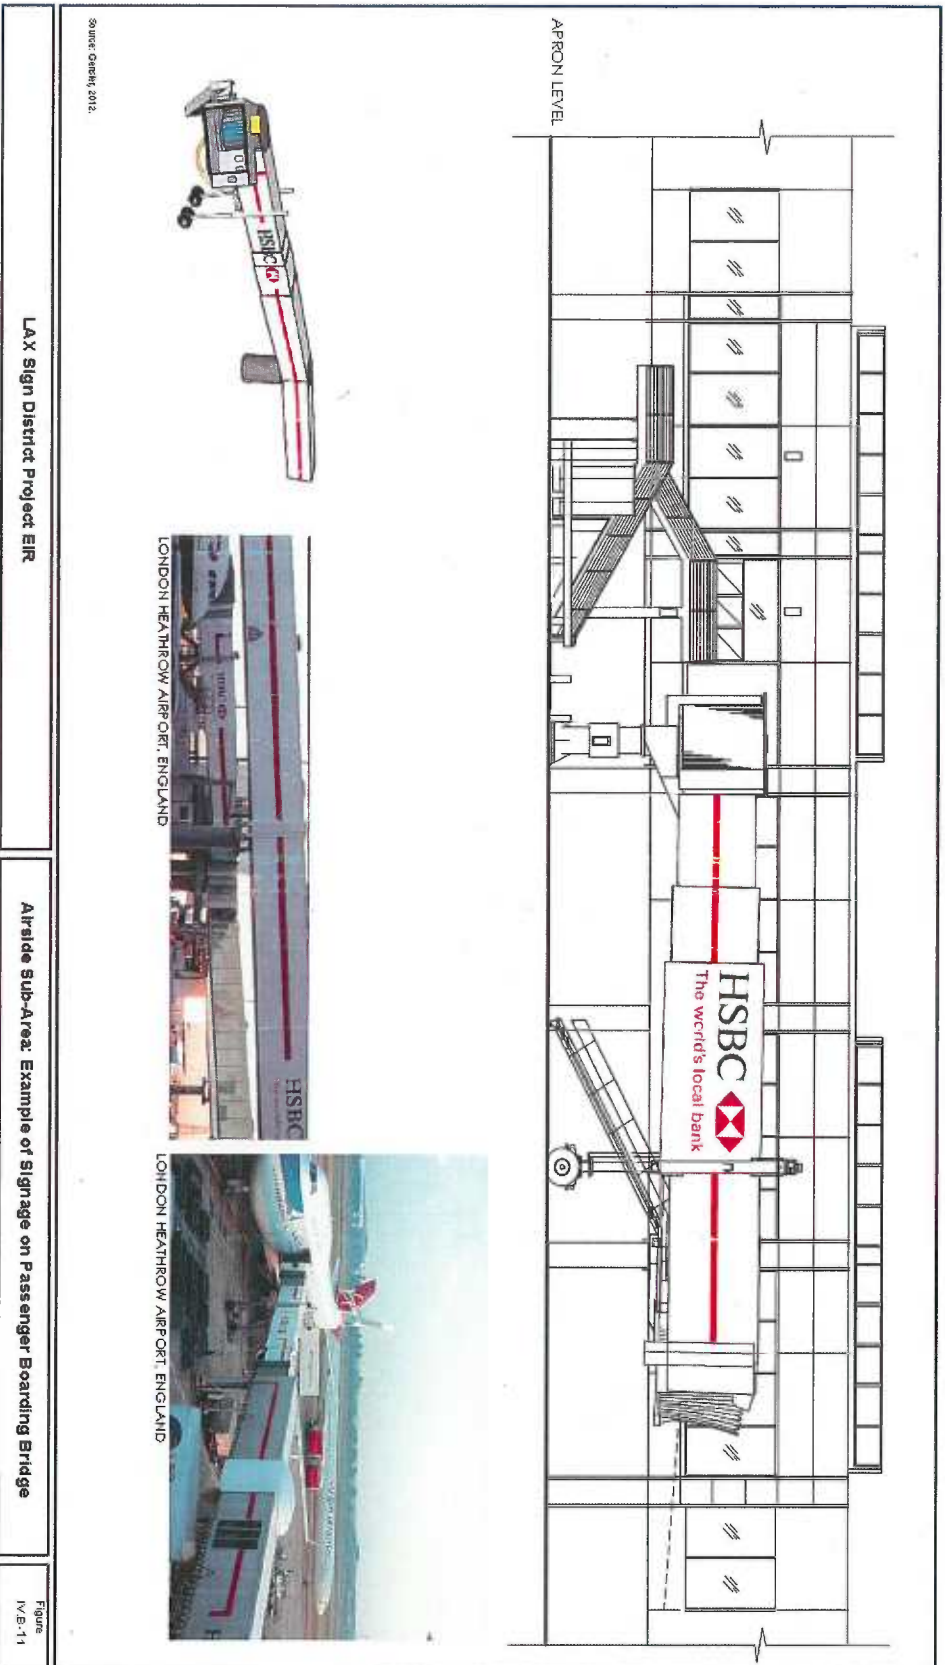 APRON LEVEL
HSBC
The world's local bank
HSBC
HSBC
LONDON HEATHROW AIRPORT, ENGLAND
LONDON HEATHROW AIRPORT, ENGLAND
Source: Gensler, 2012.
LAX Sign District Project EIR
Airside Sub-Area: Example of Signage on Passenger Boarding Bridge
Figure
IV.B-11